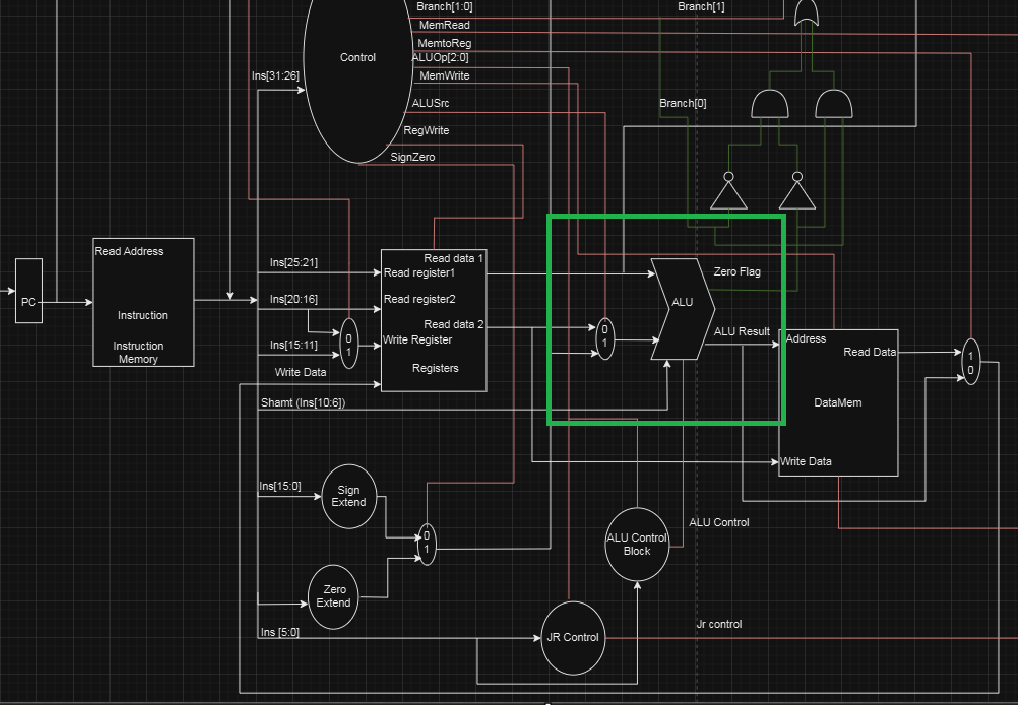 Branch[1:0]
Branch[1]
MemRead
MemtoReg
ALUOp[2:0]
MemWrite
Control
Ins[31:26]
ALUSrc
Branch[0]
RegWrite
SignZero
Read Address
Instruction
Instruction
Memory
PC
Ins[25:21]
Ins[20:16]
Ins[15:11]
0
1
Write Data
Read data 1
Read register1
Read register2
Read data 2
Write Register
Registers
Shamt (Ins[10:6])
0
1
ALU
Zero Flag
ALU Result
Address
Read Data
DataMem
Write Data
1
0
Ins[15:0]
Sign
Extend
0
1
Zero
Extend
Ins [5:0]
ALU Control
Block
ALU Control
JR Control
Jr control